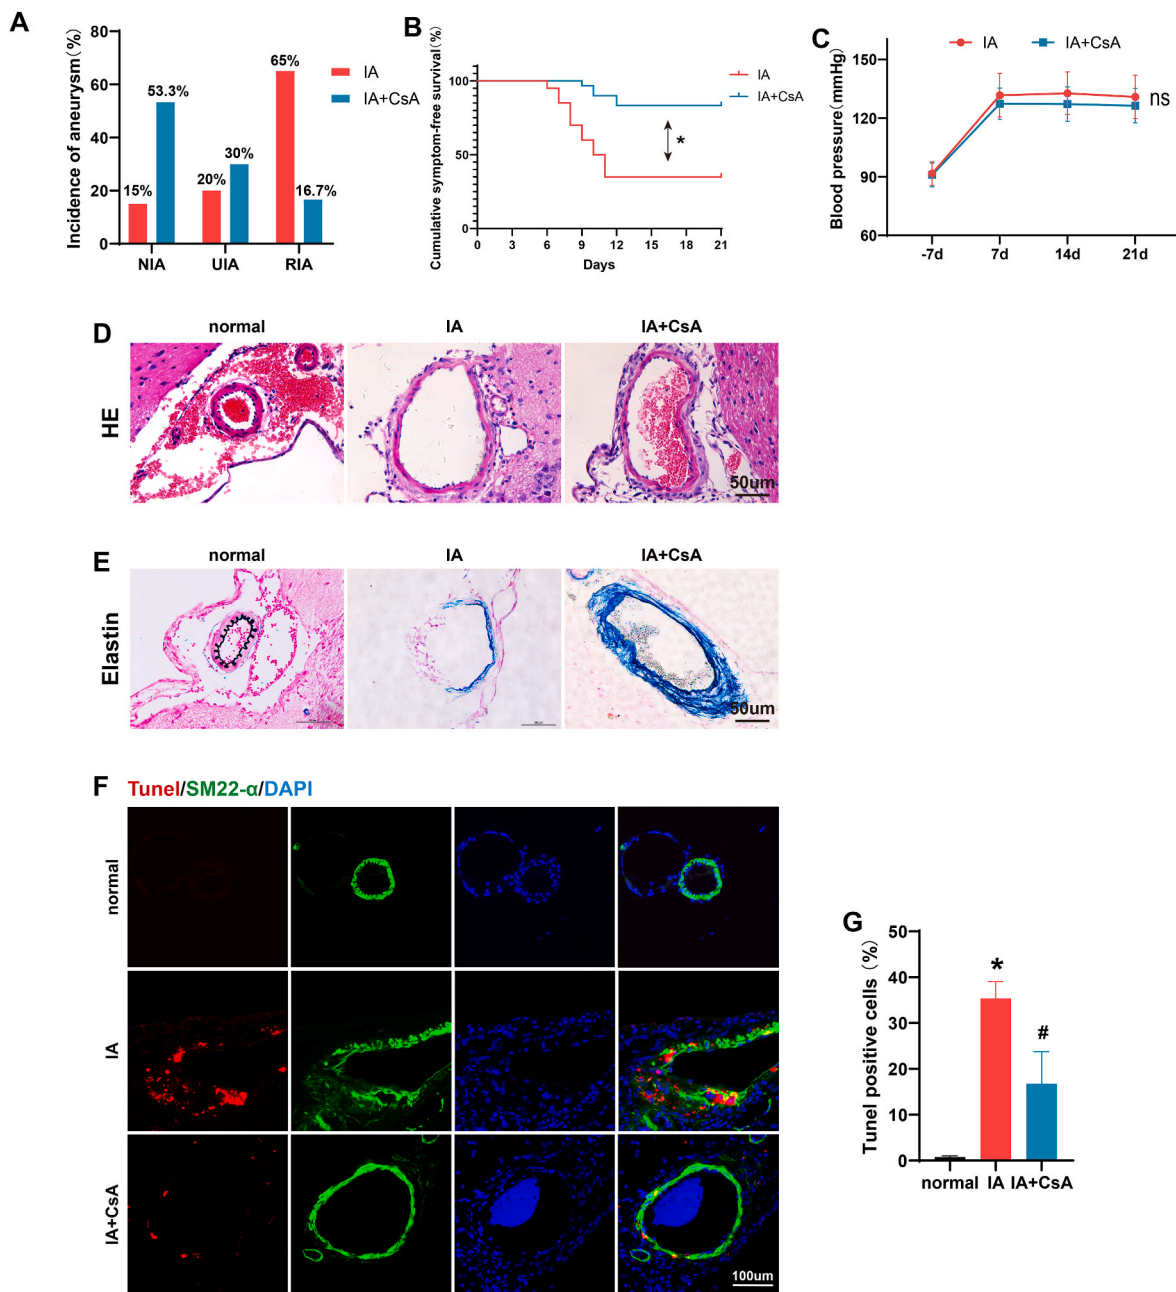 A
Incidence of aneurysm(%)
80
60
40
20
0
15%
53.3%
20%
30%
65%
16.7%
NIA
UIA
RIA
IA
IA+CsA
B
Cumulative symptom-free survival(%)
100
50
0
0 3 6 9 12 15 18 21
Days
*
IA
IA+CsA
C
IA
IA+CsA
Blood pressure(mmHg)
150
120
90
60
-7d 7d 14d 21d
ns
D
normal
IA
IA+CsA
HE
50um
E
normal
IA
IA+CsA
Elastin
50um
F
Tunel/SM22-α/DAPI
normal
IA
IA+CsA
100um
G
Tunel positive cells (%)
50
40
30
20
10
0
*
#
normal IA IA+CsA